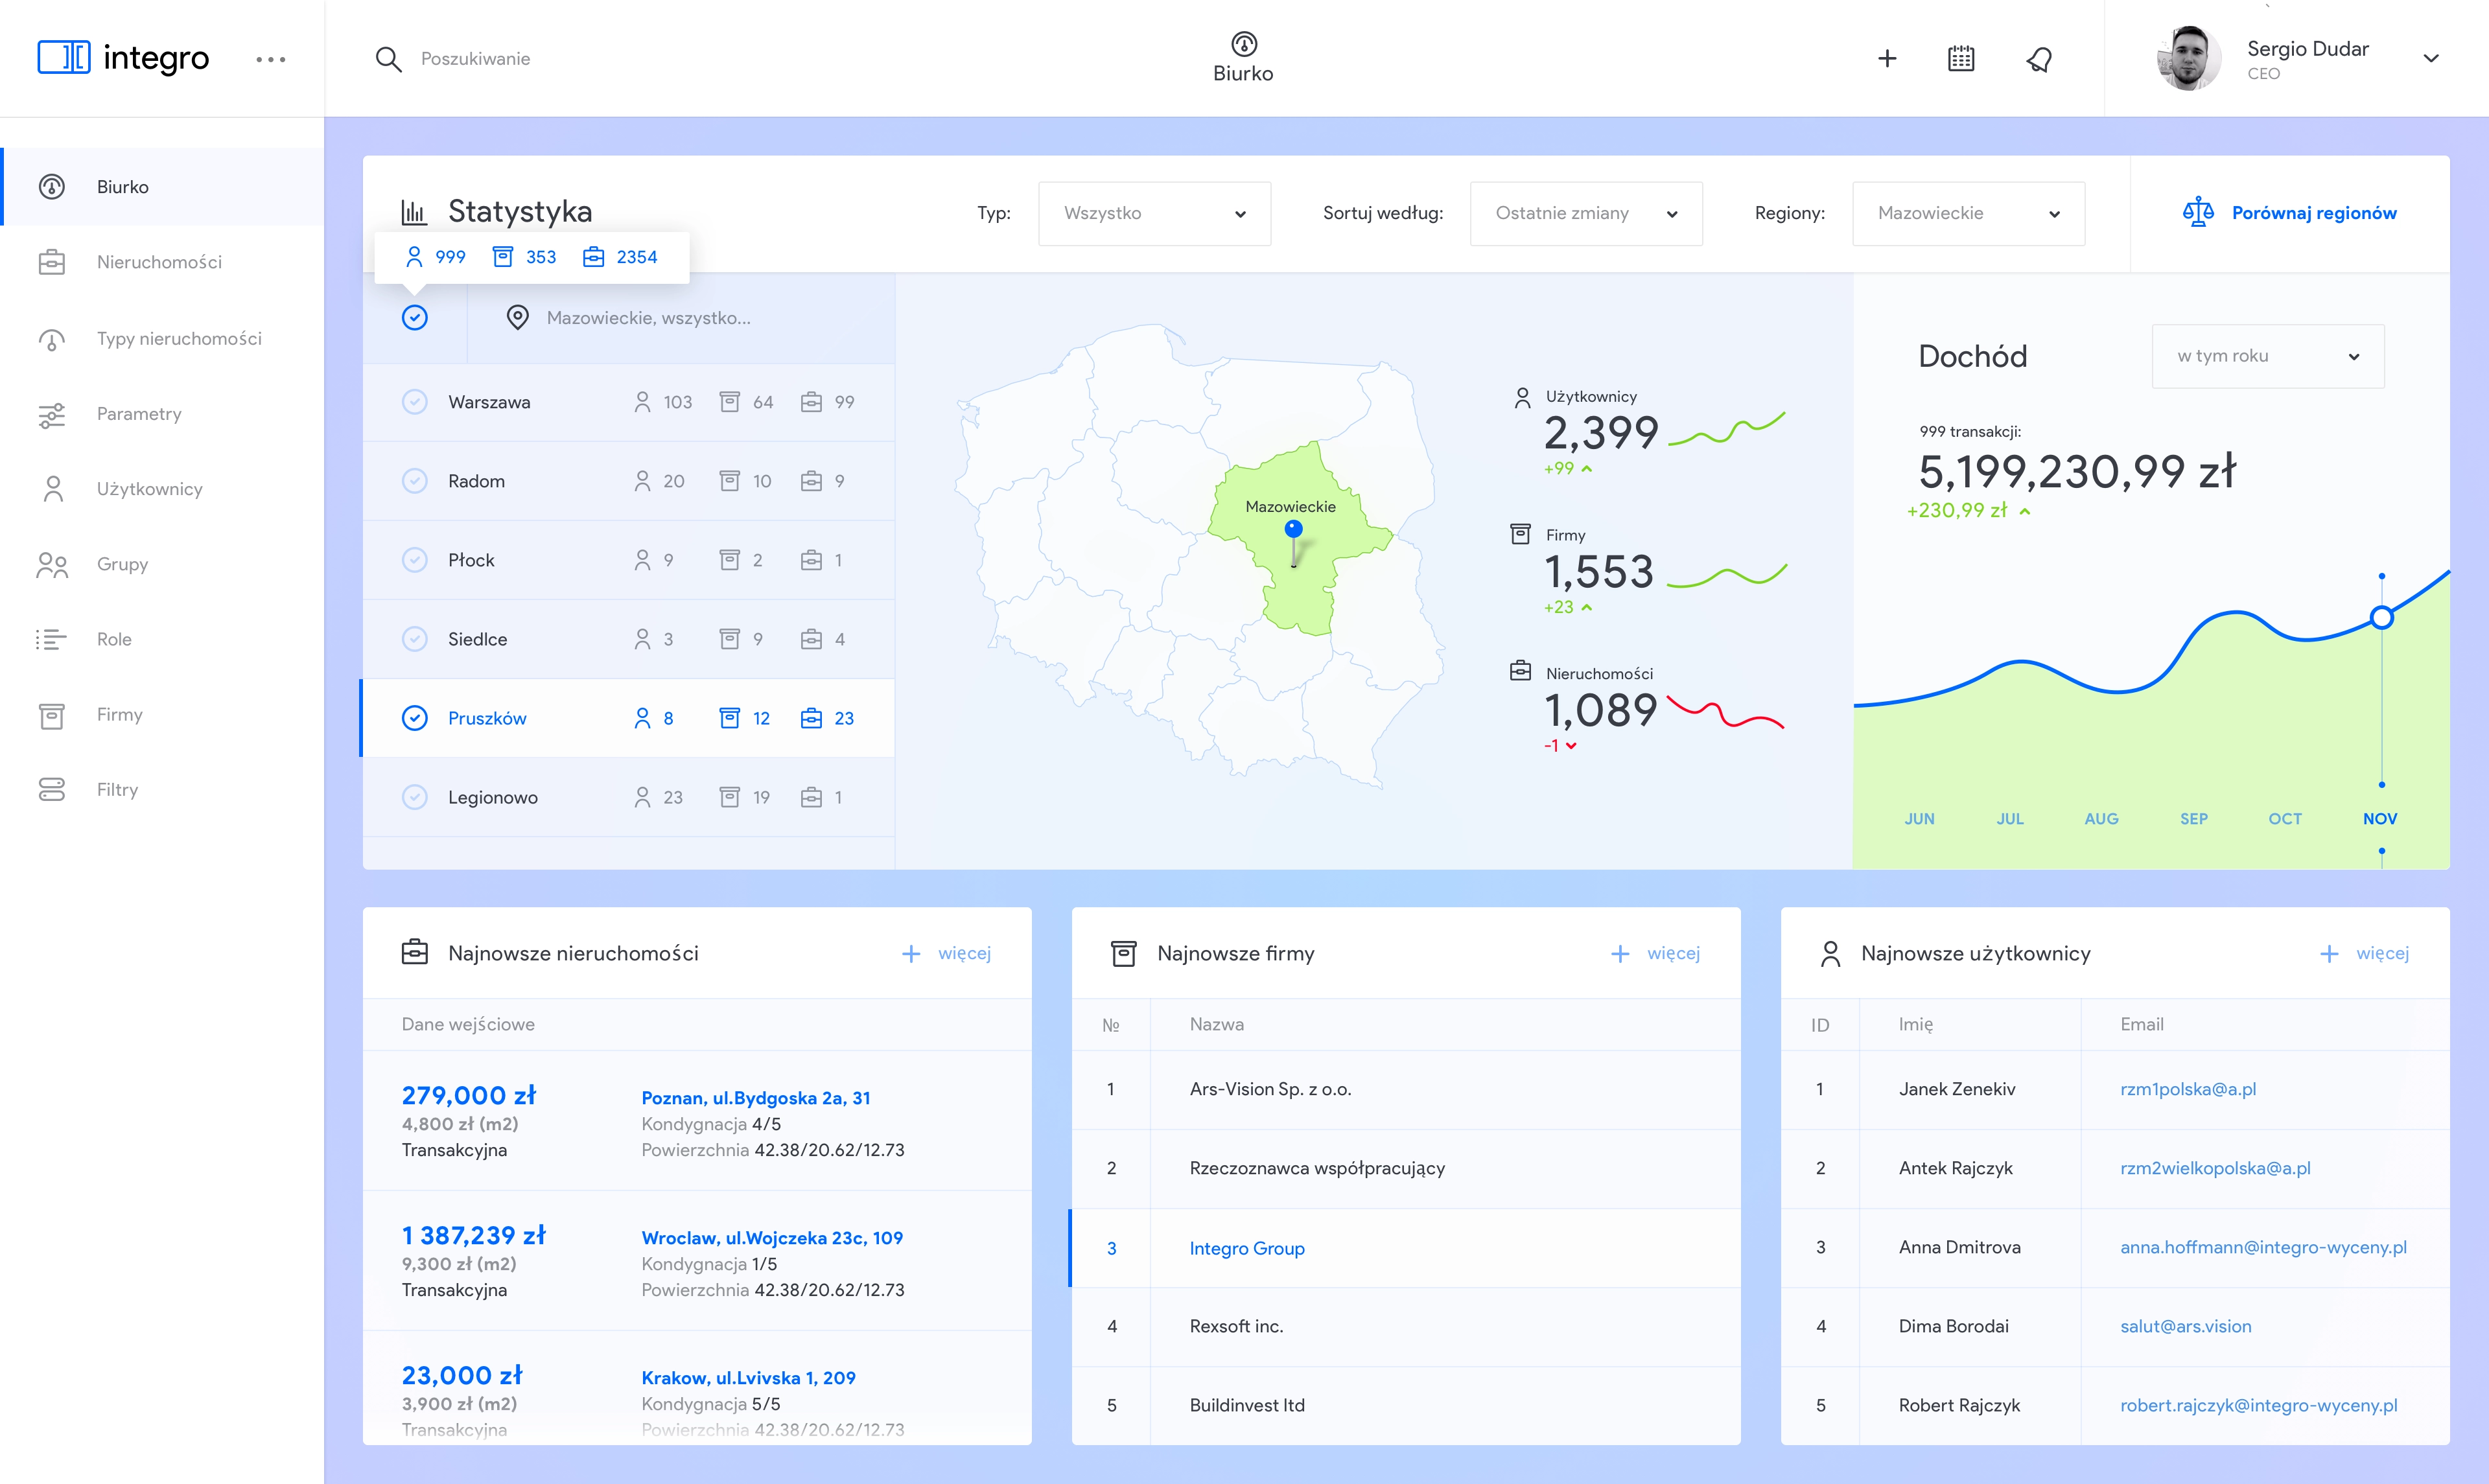 integro
Poszukiwanie
Biurko
Sergio Dudar
CEO
Biurko
Nieruchomości
Typy nieruchomości
Parametry
Użytkownicy
Grupy
Role
Firmy
Filtry
Statystyka
Typ: Wszystko
Sortuj według: Ostatnie zmiany
Regiony: Mazowieckie
Porównaj regionów
999 353 2354
Mazowieckie, wszystko...
Warszawa 103 64 99
Radom 20 10 9
Płock 9 2 1
Siedlce 3 9 4
Pruszków 8 12 23
Legionowo 23 19 1
Mazowieckie
Użytkownicy
2,399
+99
Firmy
1,553
+23
Nieruchomości
1,089
-1
Dochód
w tym roku
999 transakcji:
5,199,230,99 zł
+230,99 zł
JUN JUL AUG SEP OCT NOV
Najnowsze nieruchomości
+ więcej
Dane wejściowe
279,000 zł
4,800 zł (m2)
Transakcyjna
Poznan, ul.Bydgoska 2a, 31
Kondygnacja 4/5
Powierzchnia 42.38/20.62/12.73
1 387,239 zł
9,300 zł (m2)
Transakcyjna
Wroclaw, ul.Wojczeka 23c, 109
Kondygnacja 1/5
Powierzchnia 42.38/20.62/12.73
23,000 zł
3,900 zł (m2)
Transakcyjna
Krakow, ul.Lvivska 1, 209
Kondygnacja 5/5
Powierzchnia 42.38/20.62/12.73
Najnowsze firmy
+ więcej
№ Nazwa
1 Ars-Vision Sp. z o.o.
2 Rzeczoznawca współpracujący
3 Integro Group
4 Rexsoft inc.
5 Buildinvest ltd
Najnowsze użytkownicy
+ więcej
ID Imię Email
1 Janek Zenekiv rzm1polska@a.pl
2 Antek Rajczyk rzm2wielkopolska@a.pl
3 Anna Dmitrova anna.hoffmann@integro-wyceny.pl
4 Dima Borodai salut@ars.vision
5 Robert Rajczyk robert.rajczyk@integro-wyceny.pl